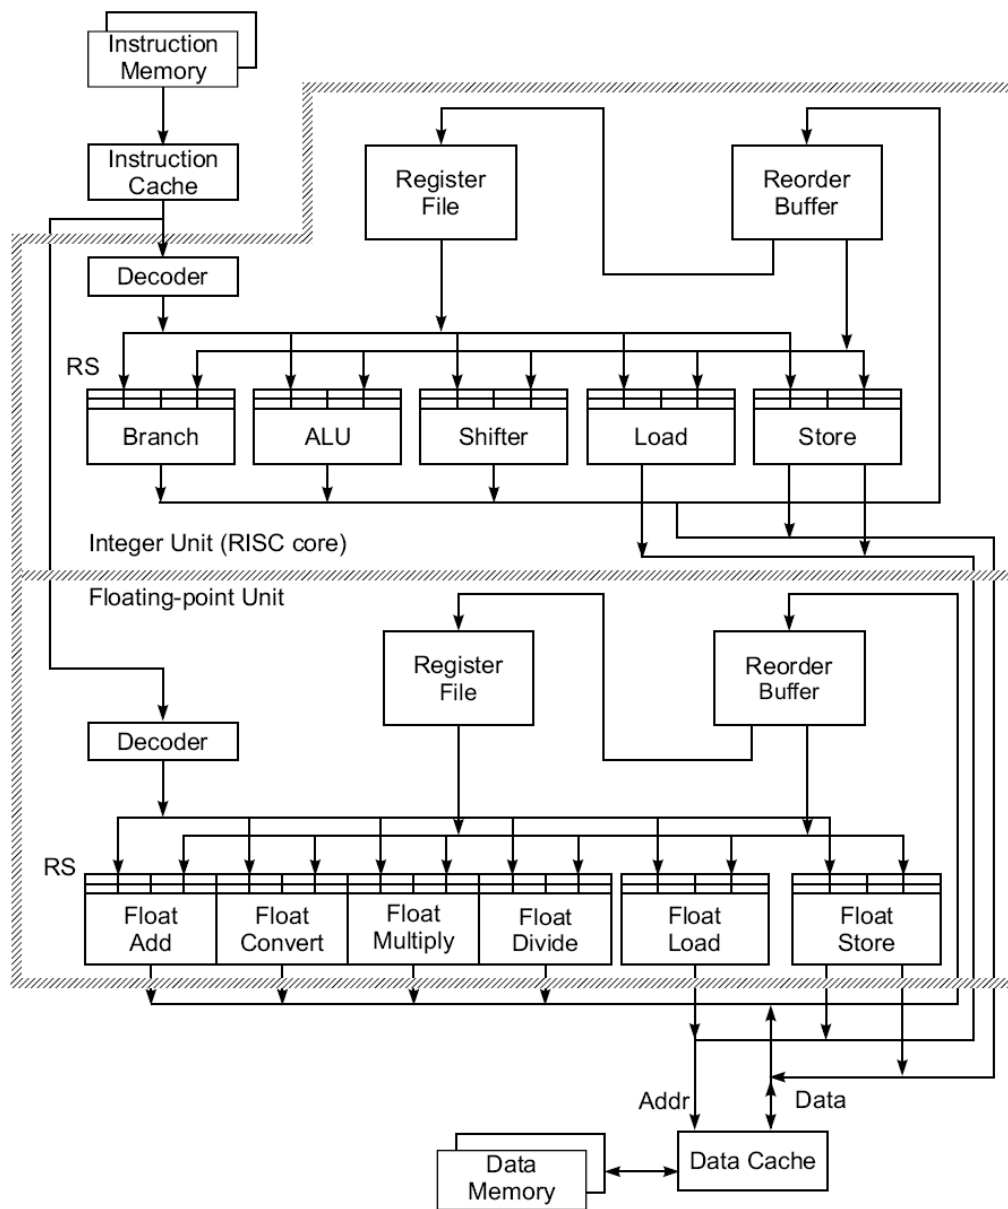 Instruction
Memory
Instruction
Cache
Register
File
Reorder
Buffer
Decoder
RS
Branch
ALU
Shifter
Load
Store
Integer Unit (RISC core)
Floating-point Unit
Register
File
Reorder
Buffer
Decoder
RS
Float
Add
Float
Convert
Float
Multiply
Float
Divide
Float
Load
Float
Store
Addr
Data
Data Cache
Data
Memory